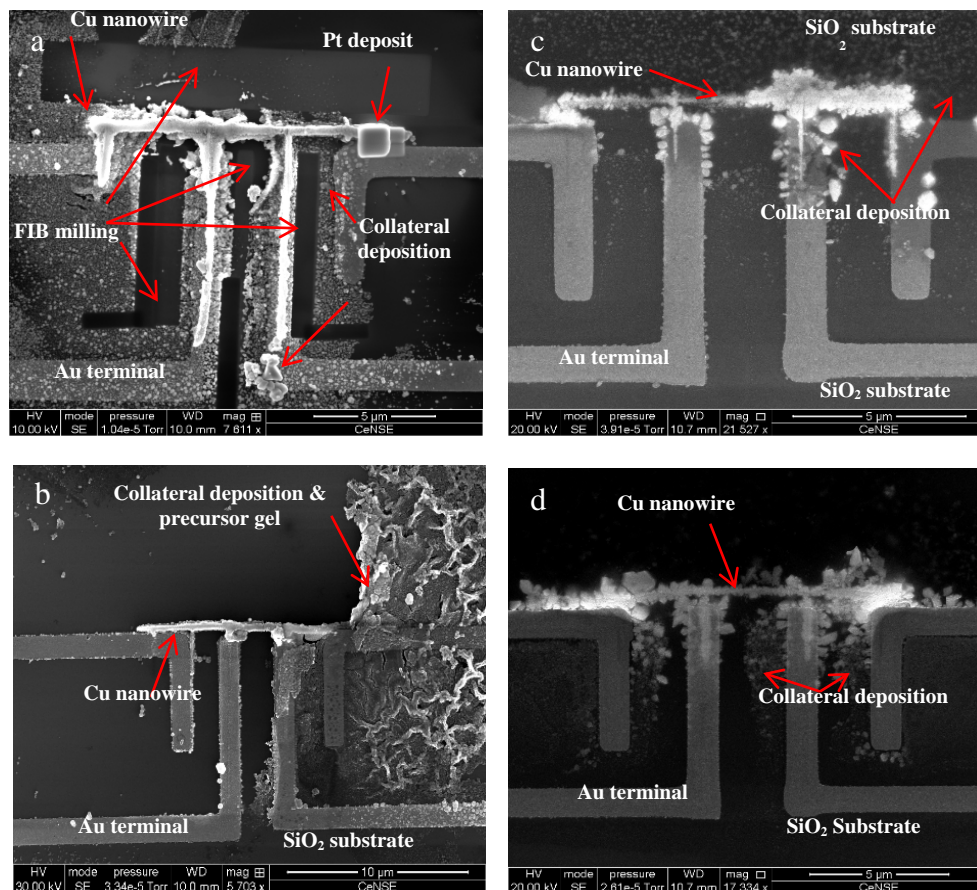 a
Cu nanowire
Pt deposit
FIB milling
Collateral
deposition
Au terminal
HV mode pressure WD mag
5 µm
10.00 kV SE 1.04e-5 Torr 10.0 mm 7 611 x
CeNSE
c
SiO2 substrate
Cu nanowire
Collateral deposition
Au terminal
SiO2 substrate
HV mode pressure WD mag
5 µm
20.00 kV SE 3.91e-5 Torr 10.7 mm 21 527 x
CeNSE
b
Collateral deposition &
precursor gel
Cu nanowire
Au terminal
SiO2 substrate
HV mode pressure WD mag
10 µm
30.00 kV SE 3.34e-5 Torr 10.0 mm 5 703 x
CeNSE
d
Cu nanowire
Collateral deposition
Au terminal
SiO2 Substrate
HV mode pressure WD mag
5 µm
20.00 kV SE 2.61e-5 Torr 10.7 mm 17 334 x
CeNSE